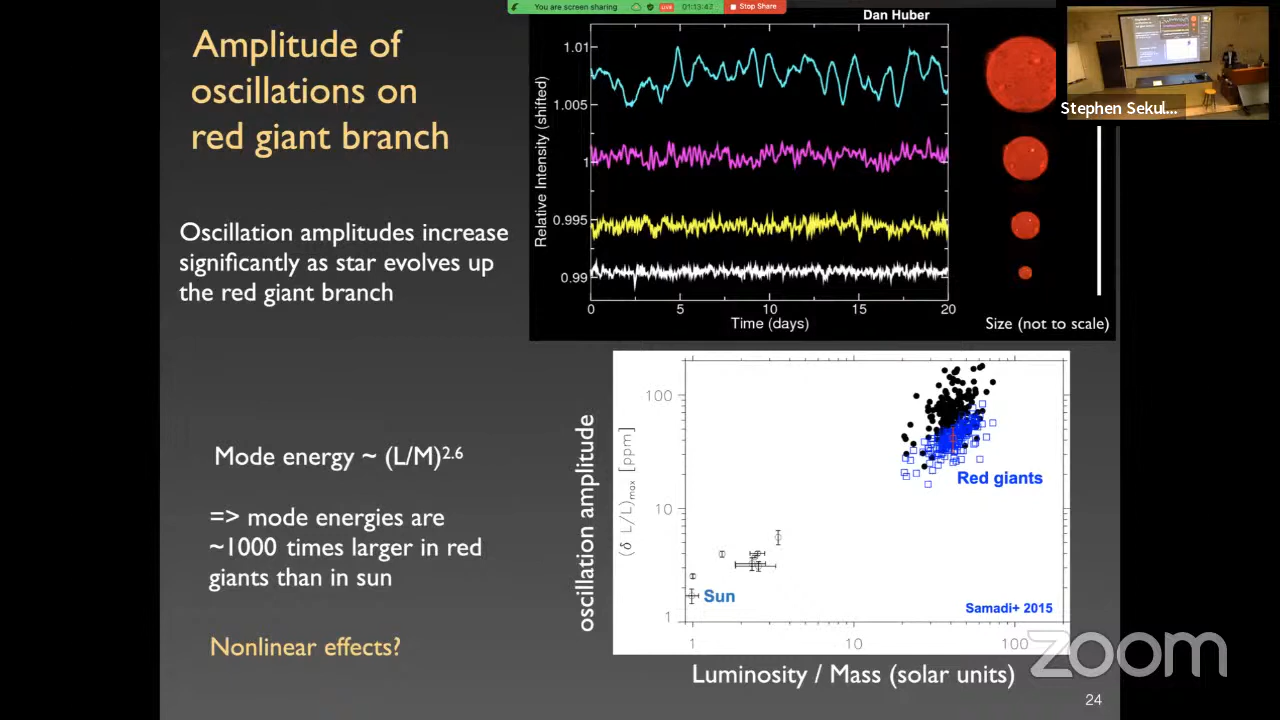 You are screen sharing
LIVE
01:13:42
Stop Share
Amplitude of
oscillations on
red giant branch
Dan Huber
Stephen Sekul...
Relative Intensity (shifted)
1.01
1.005
1
0.995
0.99
0 5 10 15 20
Time (days)
Size (not to scale)
Oscillation amplitudes increase
significantly as star evolves up
the red giant branch
Mode energy ~ (L/M)2.6
=> mode energies are
~1000 times larger in red
giants than in sun
Nonlinear effects?
oscillation amplitude
(δ L/L)max [ppm]
100
10
1
Red giants
Sun
Samadi+ 2015
1 10 100
Luminosity / Mass (solar units)
zoom
24